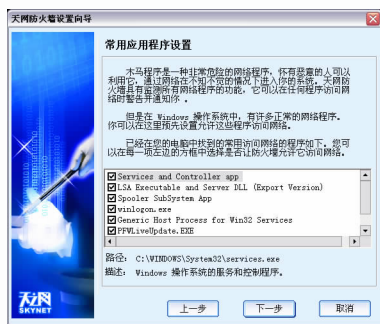 天网防火墙设置向导
常用应用程序设置
木马程序是一种非常危险的网络程序，怀有恶意的人可以
利用它，通过网络在不知不觉的情况下进入你的系统。天网防
火墙具有监测所有网络程序的功能，它可以在任何程序访问网
络时警告并通知你 。
但是在 Windows 操作系统中，有许多正常的网络程序。
你可以在这里预先设置允许这些程序访问网络。
已经在您的电脑中找到的常用访问网络的程序如下。您可
以在每一项左边的方框中选择是否让防火墙允许它访问网络。
Services and Controller app
LSA Executable and Server DLL (Export Version)
Spooler SubSystem App
winlogon.exe
Generic Host Process for Win32 Services
PFWLiveUpdate.EXE
路径: C:\WINDOWS\System32\services.exe
描述: Windows 操作系统的服务和控制程序。
天网
SKYNET
上一步
下一步
取消